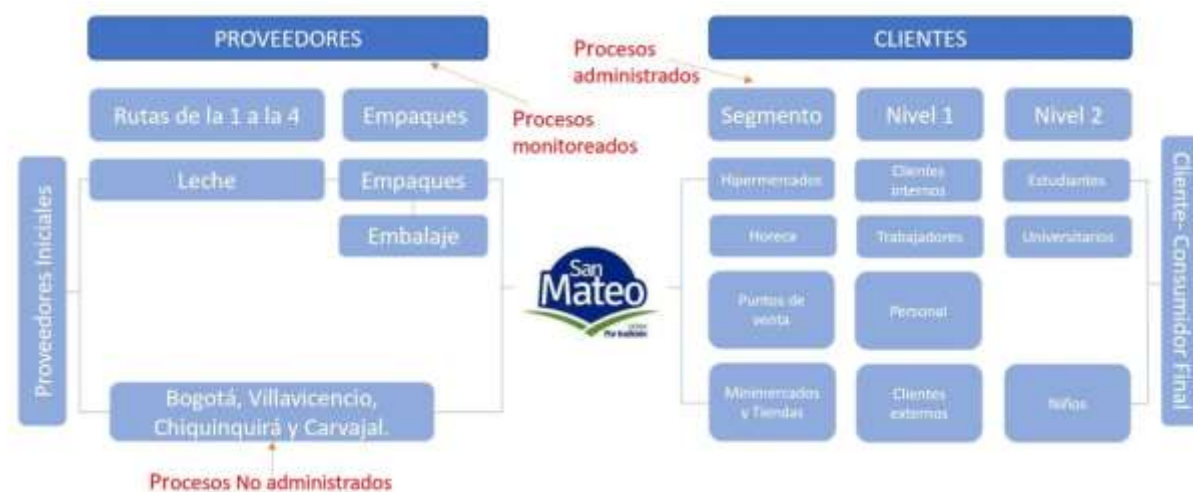 PROVEEDORES
CLIENTES
Procesos
administrados
Rutas de la 1 a la 4
Empaques
Procesos
monitoreados
Segmento
Nivel 1
Nivel 2
Proveedores Iniciales
Leche
Empaques
Embalaje
Hipermercados
Clientes
internos
Estudiantes
Horeca
Trabajadores
Universitarios
San
Mateo
Por tradición
Puntos de
venta
Personal
Minimercados
y Tiendas
Clientes
externos
Niños
Cliente- Consumidor Final
Bogotá, Villavicencio,
Chiquinquirá y Carvajal.
Procesos No administrados